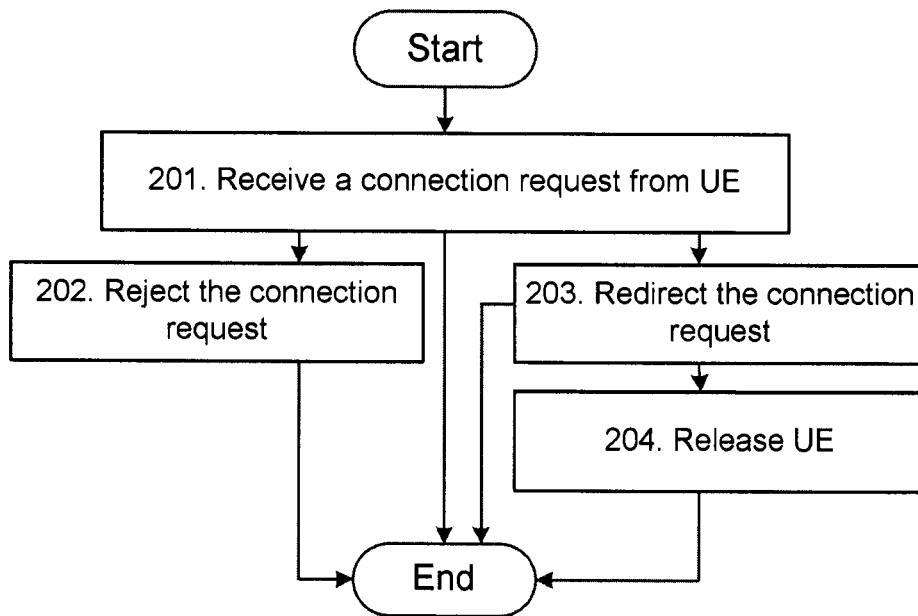 Start
201. Receive a connection request from UE
202. Reject the connection
request
203. Redirect the connection
request
204. Release UE
End